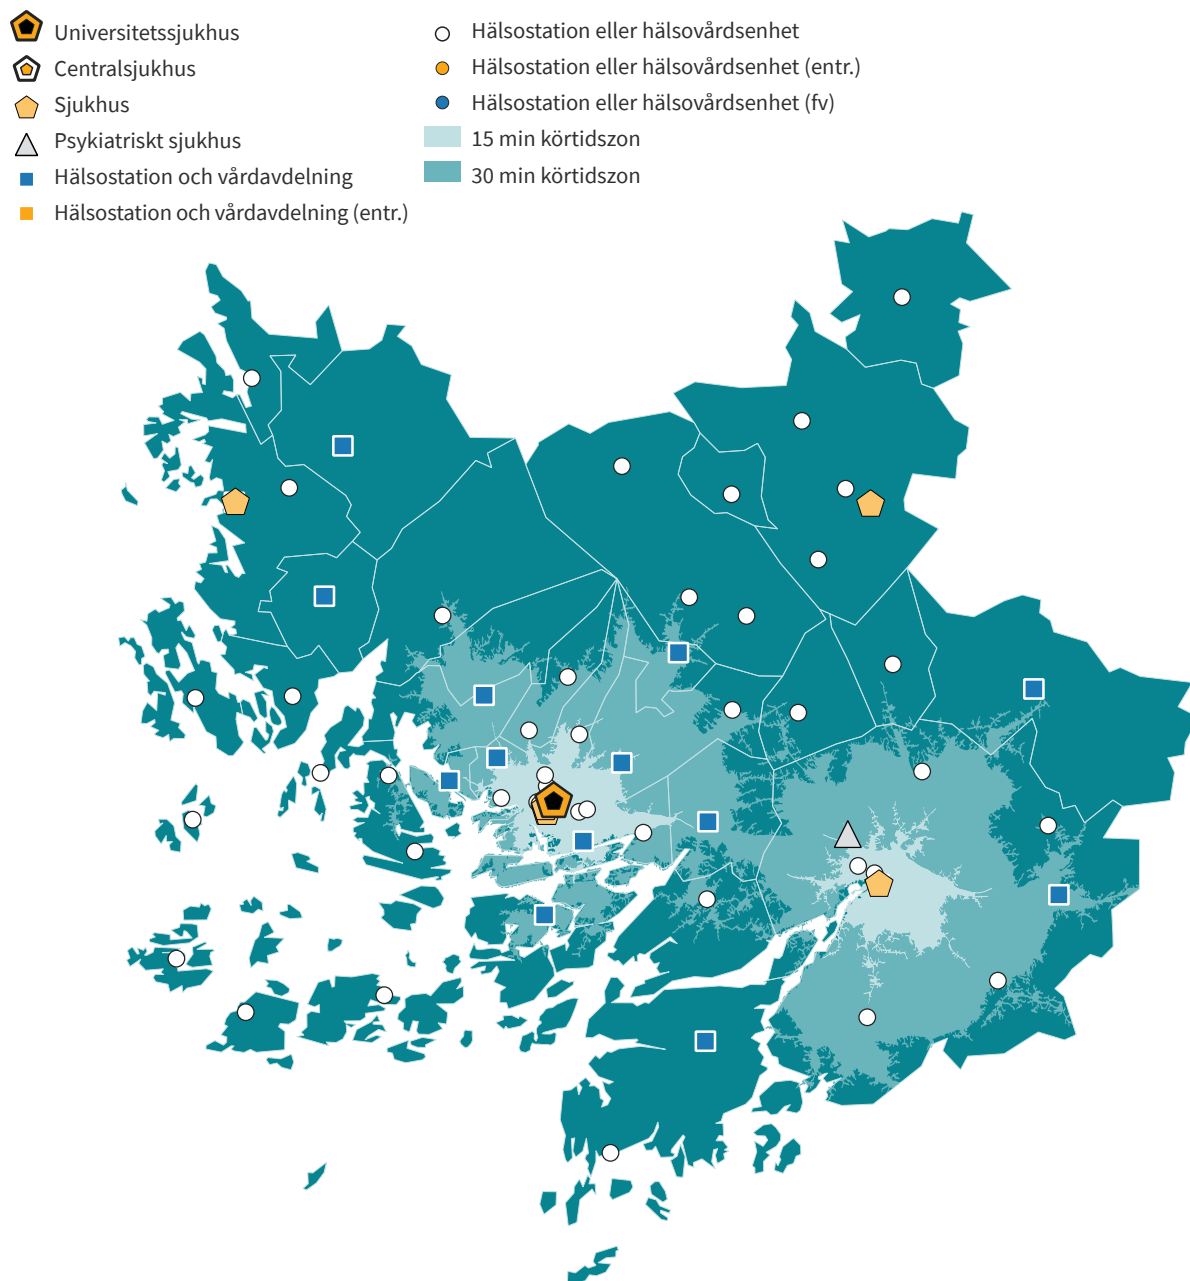 Universitetssjukhus
Centralsjukhus
Sjukhus
Psykiatriskt sjukhus
Hälsostation och vårdavdelning
Hälsostation och vårdavdelning (entr.)
Hälsostation eller hälsovårdsenhet
Hälsostation eller hälsovårdsenhet (entr.)
Hälsostation eller hälsovårdsenhet (fv)
15 min körtidszon
30 min körtidszon